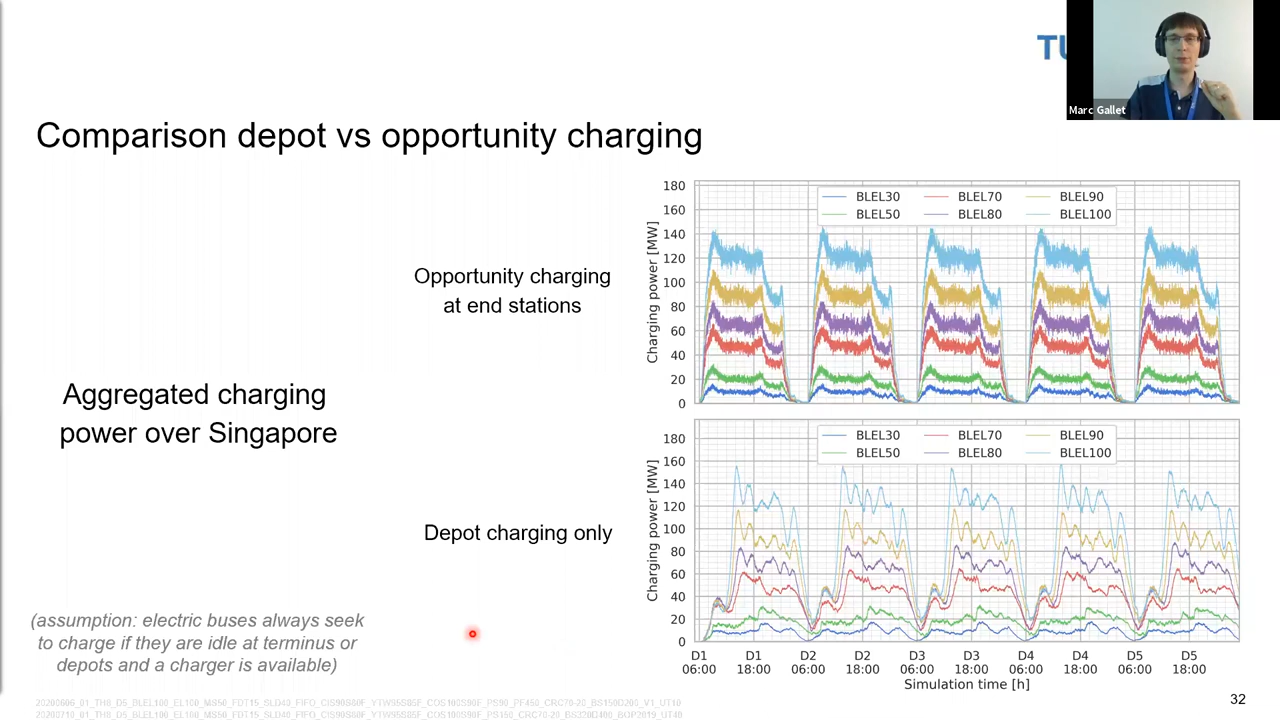 TU
Marc Gallet
Comparison depot vs opportunity charging
Opportunity charging
at end stations
Aggregated charging
power over Singapore
Depot charging only
(assumption: electric buses always seek
to charge if they are idle at terminus or
depots and a charger is available)
Charging power [MW]
180
160
140
120
100
80
60
40
20
0
BLEL30 BLEL70 BLEL90
BLEL50 BLEL80 BLEL100
Charging power [MW]
180
160
140
120
100
80
60
40
20
0
BLEL30 BLEL70 BLEL90
BLEL50 BLEL80 BLEL100
D1 D1 D2 D2 D3 D3 D4 D4 D5 D5
06:00 18:00 06:00 18:00 06:00 18:00 06:00 18:00 06:00 18:00
Simulation time [h]
32